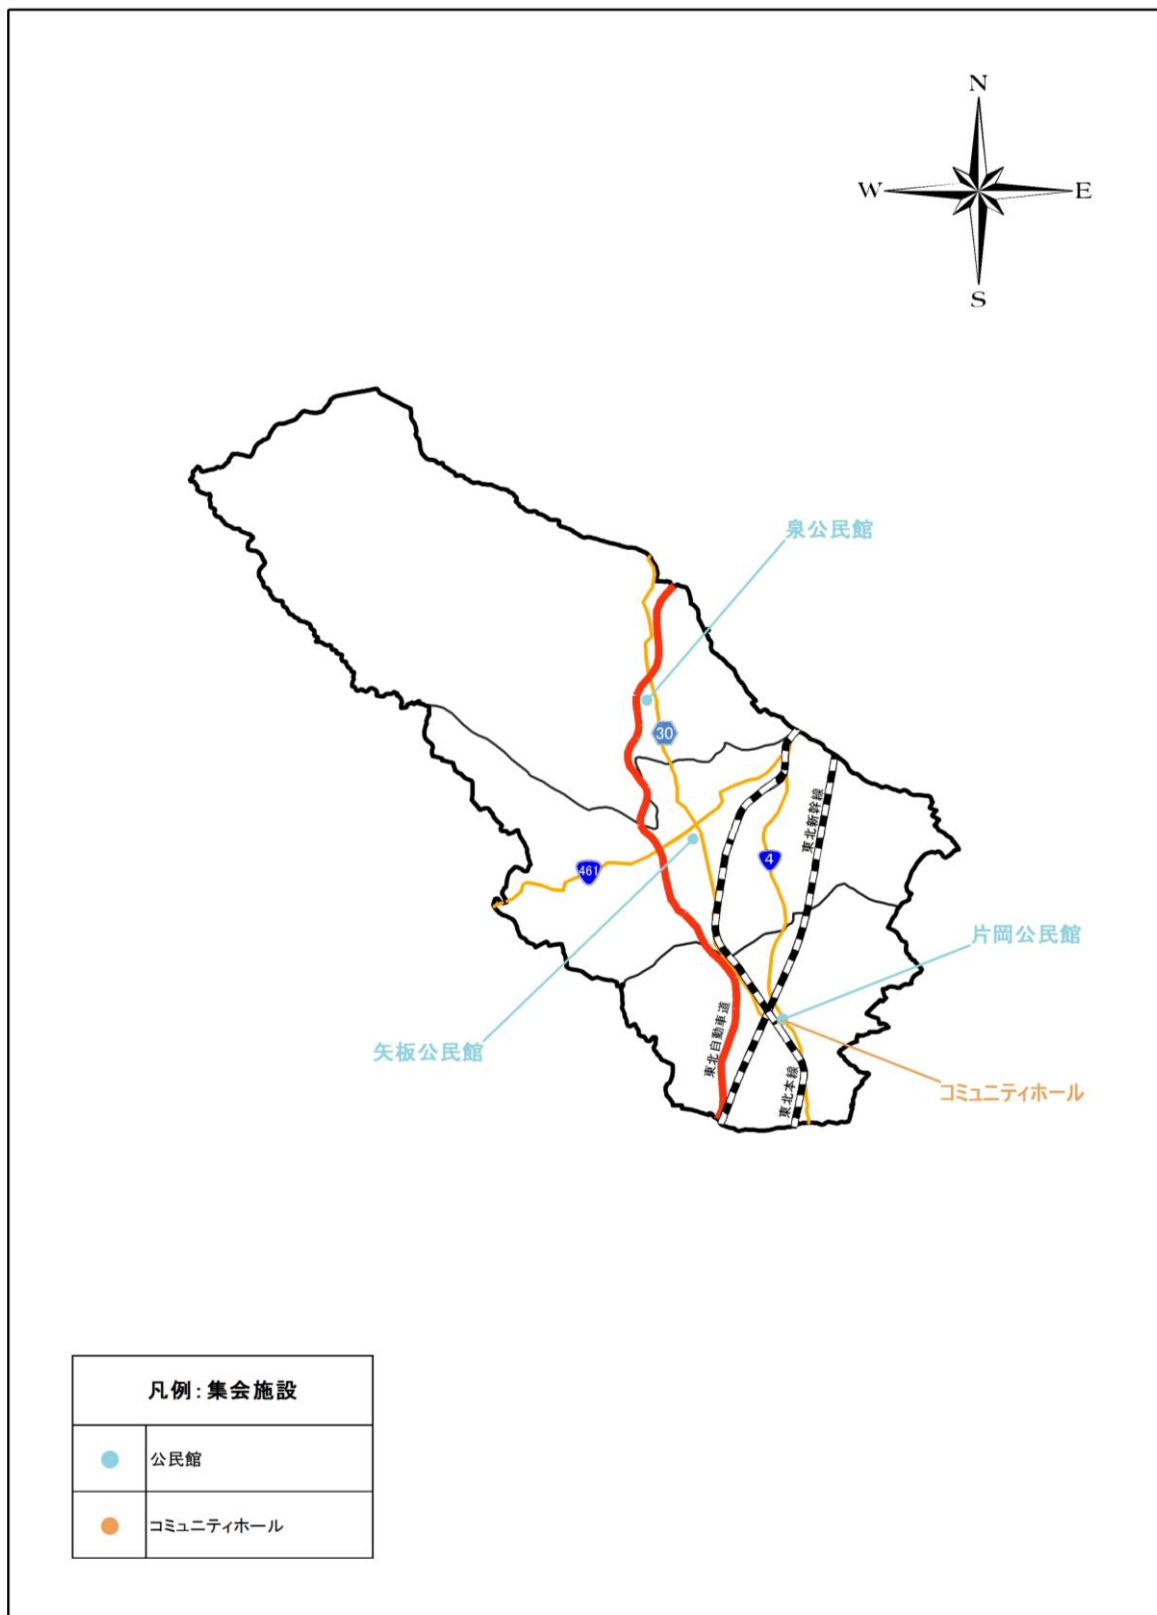 N
W
E
S
泉公民館
30
東北新幹線
4
461
片岡公民館
矢板公民館
東北自動車道
東北本線
コミュニティホール
凡例：集会施設
公民館
コミュニティホール